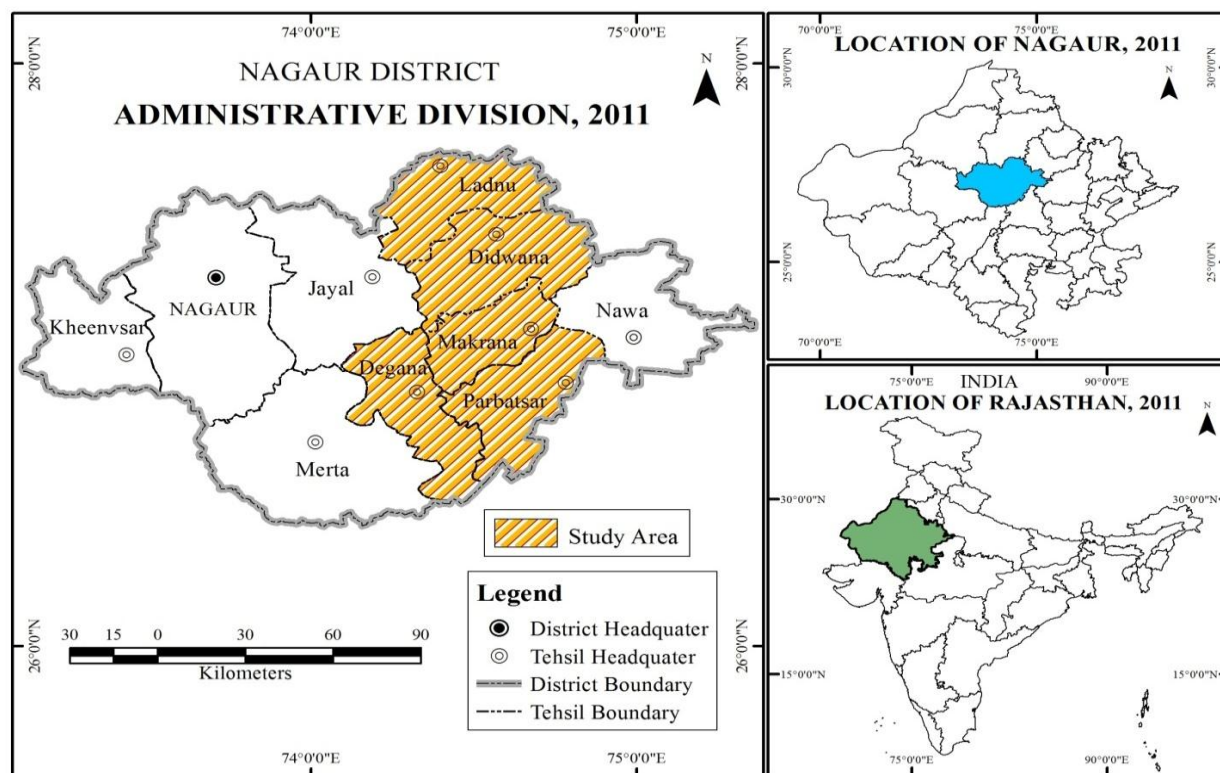 74°0'0"E
75°0'0"E
28°0'0"N
28°0'0"N
NAGAUR DISTRICT
ADMINISTRATIVE DIVISION, 2011
N
Ladnu
Didwana
Jayal
NAGAUR
Nawa
Kheenvsar
Makrana
Degana
Parbatsar
Merta
Study Area
Legend
District Headquater
Tehsil Headquater
District Boundary
Tehsil Boundary
30 15 0 30 60 90
Kilometers
26°0'0"N
26°0'0"N
74°0'0"E
75°0'0"E
70°0'0"E
75°0'0"E
LOCATION OF NAGAUR, 2011
N
30°0'0"N
30°0'0"N
25°0'0"N
25°0'0"N
70°0'0"E
75°0'0"E
75°0'0"E
INDIA
90°0'0"E
LOCATION OF RAJASTHAN, 2011
N
30°0'0"N
30°0'0"N
15°0'0"N
15°0'0"N
75°0'0"E
90°0'0"E